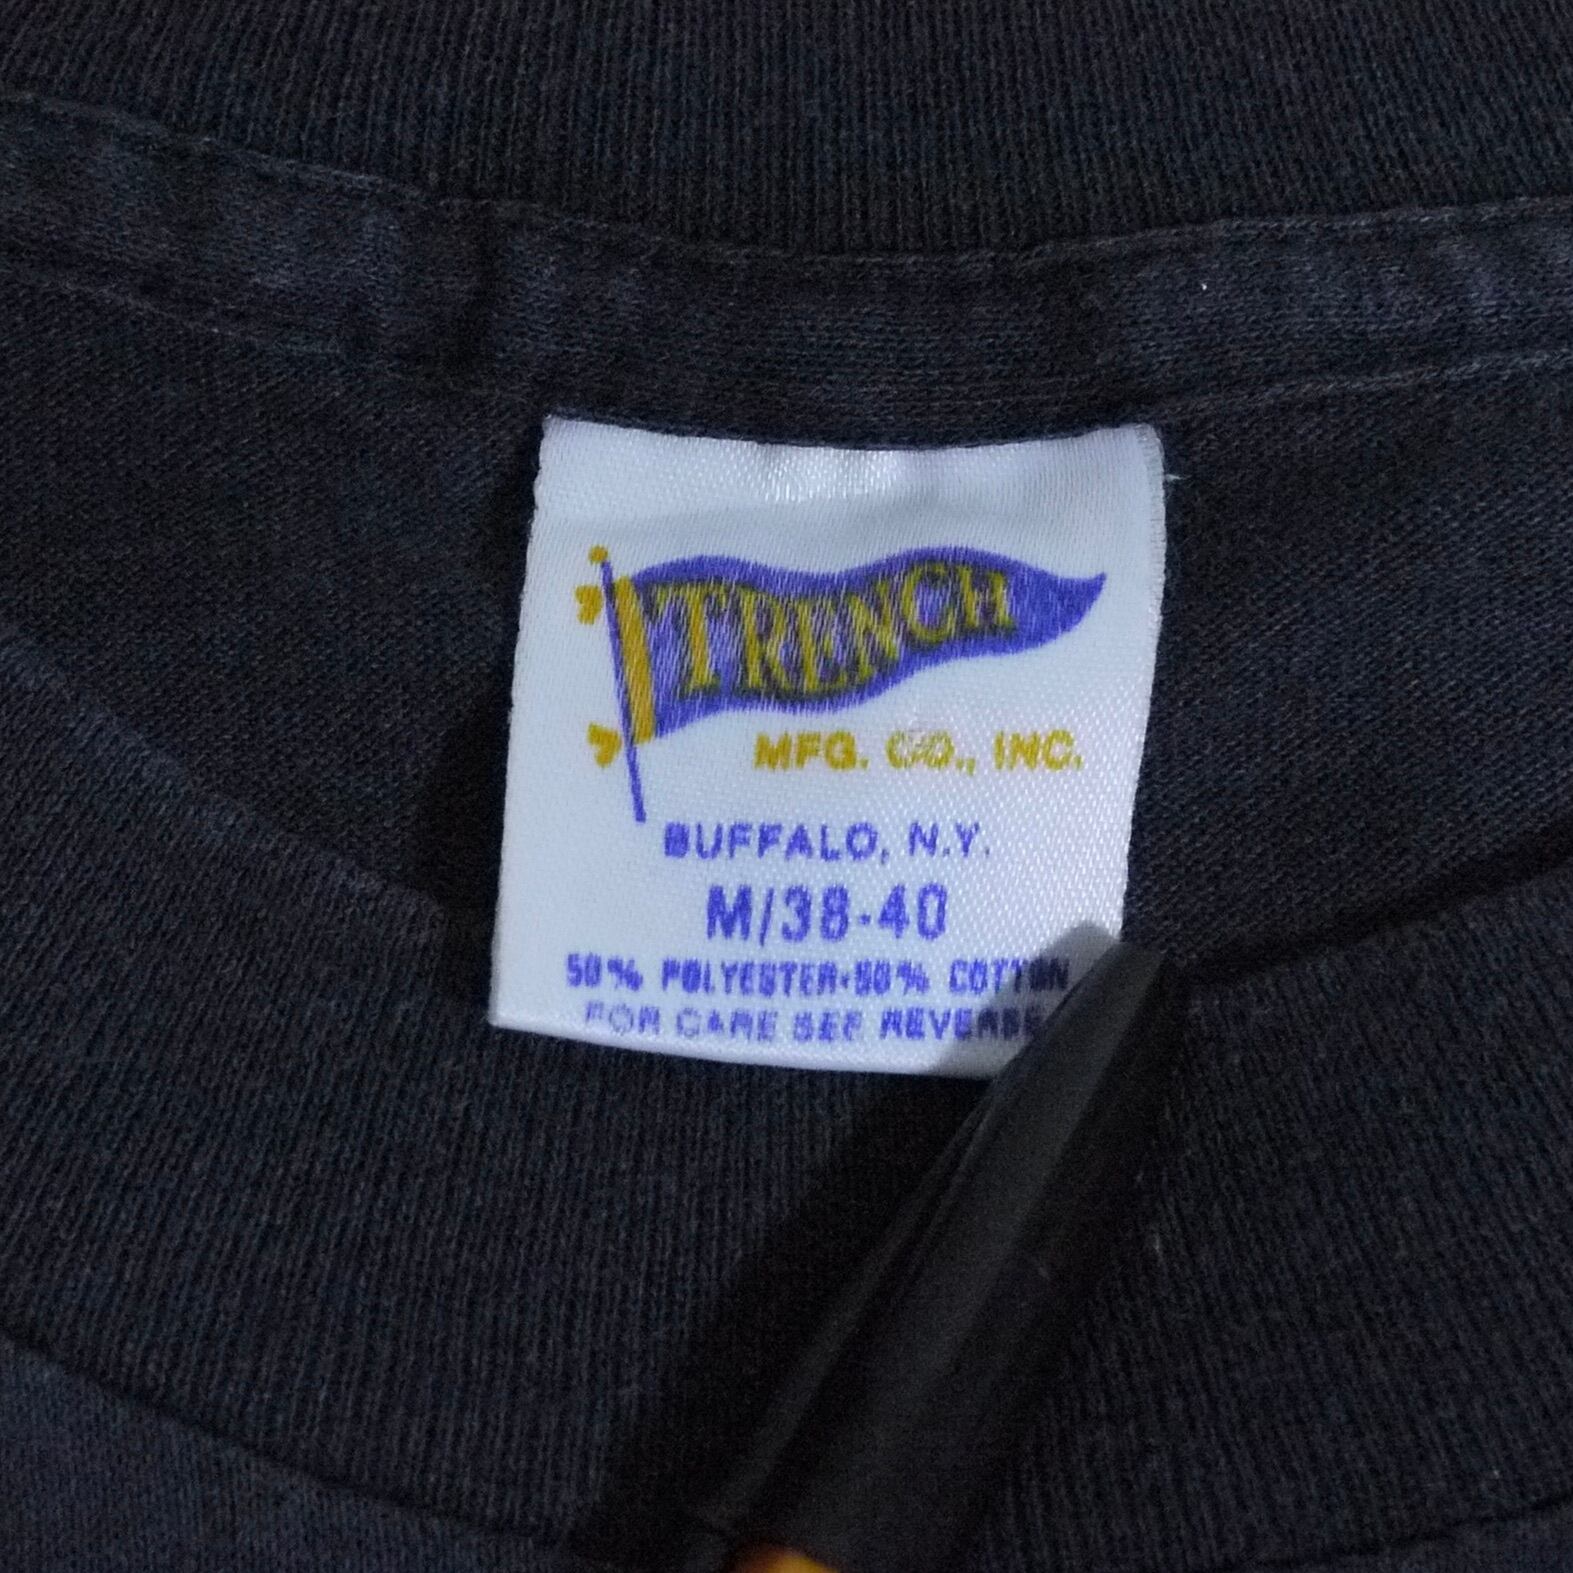 TRENCH
MFG. CO., INC.
BUFFALO, N.Y.
M/38-40
50% POLYESTER•50% COTTON
FOR CARE SEE REVERSE